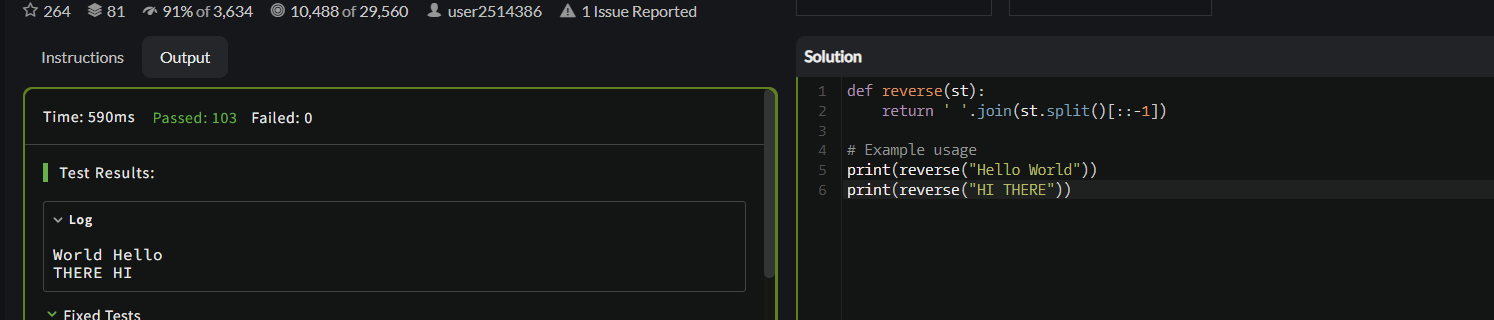 264 81 91% of 3,634 10,488 of 29,560 user2514386 1 Issue Reported
Instructions Output
Time: 590ms Passed: 103 Failed: 0
Test Results:
Log
World Hello
THERE HI
Fixed Tests
Solution
1 def reverse(st):
2     return ' '.join(st.split()[::-1])
3
4 # Example usage
5 print(reverse("Hello World"))
6 print(reverse("HI THERE"))